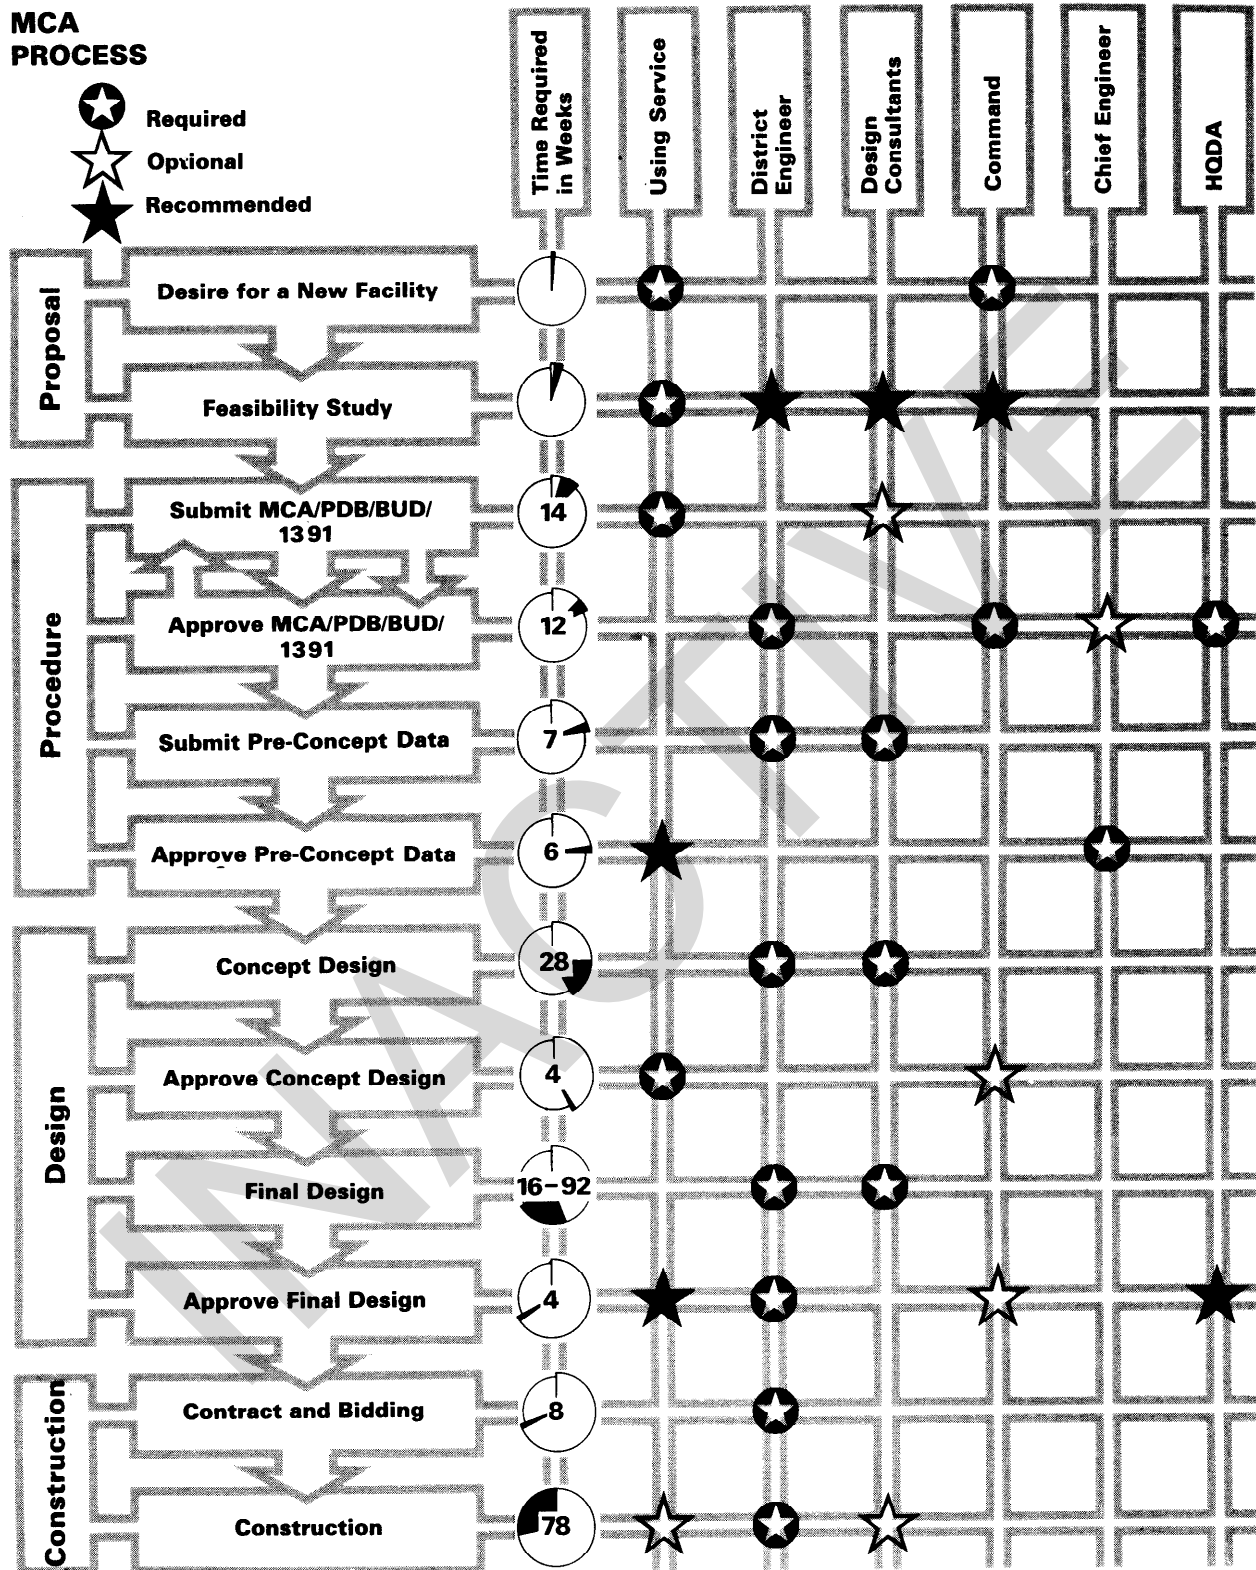 MCA
PROCESS
Required
Optional
Recommended
Time Required
in Weeks
Using Service
District
Engineer
Design
Consultants
Command
Chief Engineer
HQDA
Proposal
Desire for a New Facility
Feasibility Study
Procedure
Submit MCA/PDB/BUD/
1391
14
Approve MCA/PDB/BUD/
1391
12
Submit Pre-Concept Data
7
Approve Pre-Concept Data
6
Design
Concept Design
28
Approve Concept Design
4
Final Design
16-92
Approve Final Design
4
Construction
Contract and Bidding
8
Construction
78
INACTIVE